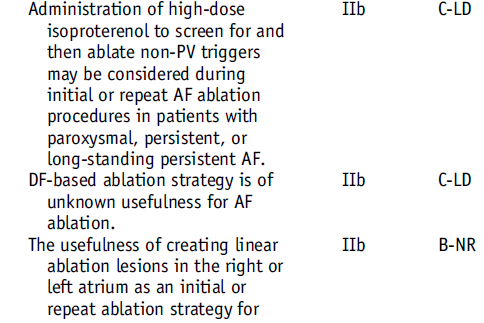 Administration of high-dose IIb C-LD
isoproterenol to screen for and
then ablate non-PV triggers
may be considered during
initial or repeat AF ablation
procedures in patients with
paroxysmal, persistent, or
long-standing persistent AF.
DF-based ablation strategy is of IIb C-LD
unknown usefulness for AF
ablation.
The usefulness of creating linear IIb B-NR
ablation lesions in the right or
left atrium as an initial or
repeat ablation strategy for